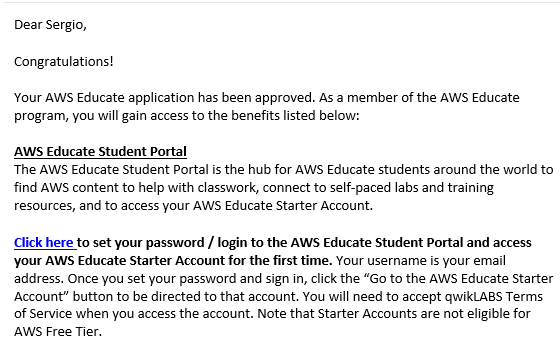 Dear Sergio,
Congratulations!
Your AWS Educate application has been approved. As a member of the AWS Educate
program, you will gain access to the benefits listed below:
AWS Educate Student Portal
The AWS Educate Student Portal is the hub for AWS Educate students around the world to
find AWS content to help with classwork, connect to self-paced labs and training
resources, and to access your AWS Educate Starter Account.
Click here to set your password / login to the AWS Educate Student Portal and access
your AWS Educate Starter Account for the first time. Your username is your email
address. Once you set your password and sign in, click the “Go to the AWS Educate Starter
Account” button to be directed to that account. You will need to accept qwikLABS Terms
of Service when you access the account. Note that Starter Accounts are not eligible for
AWS Free Tier.